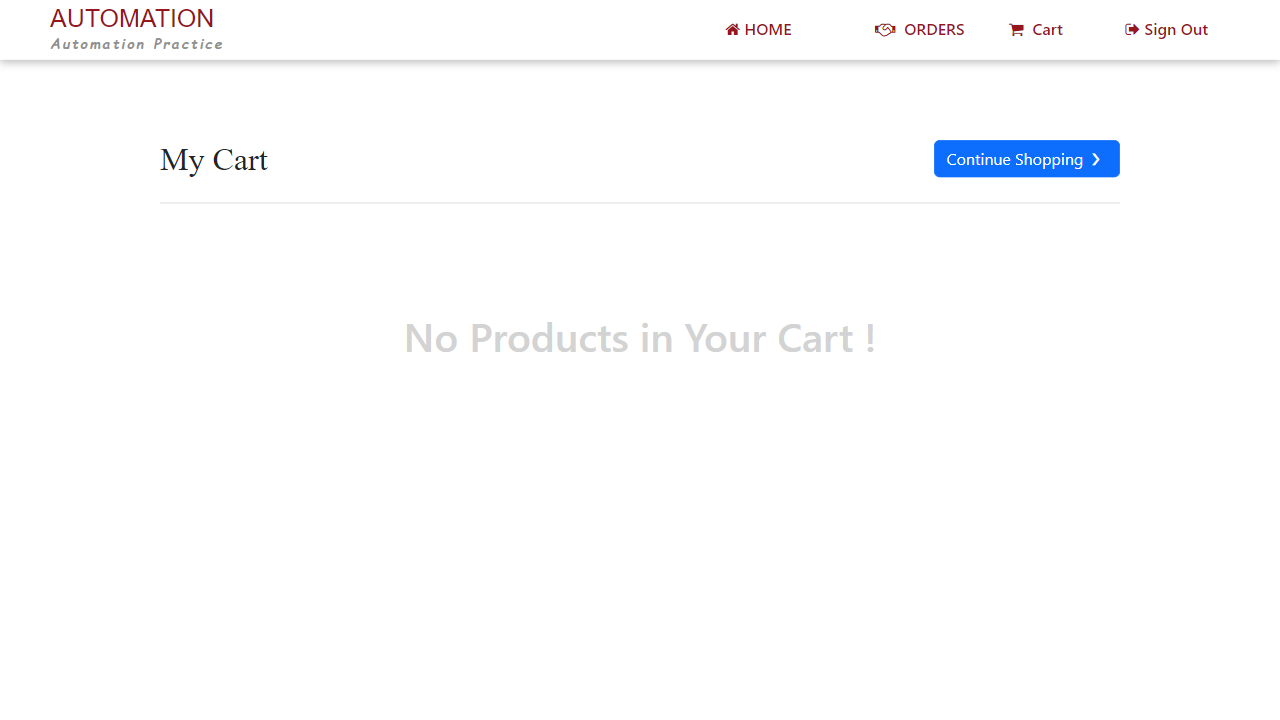 AUTOMATION
Automation Practice
HOME
ORDERS
Cart
Sign Out
My Cart
Continue Shopping ❯
No Products in Your Cart !